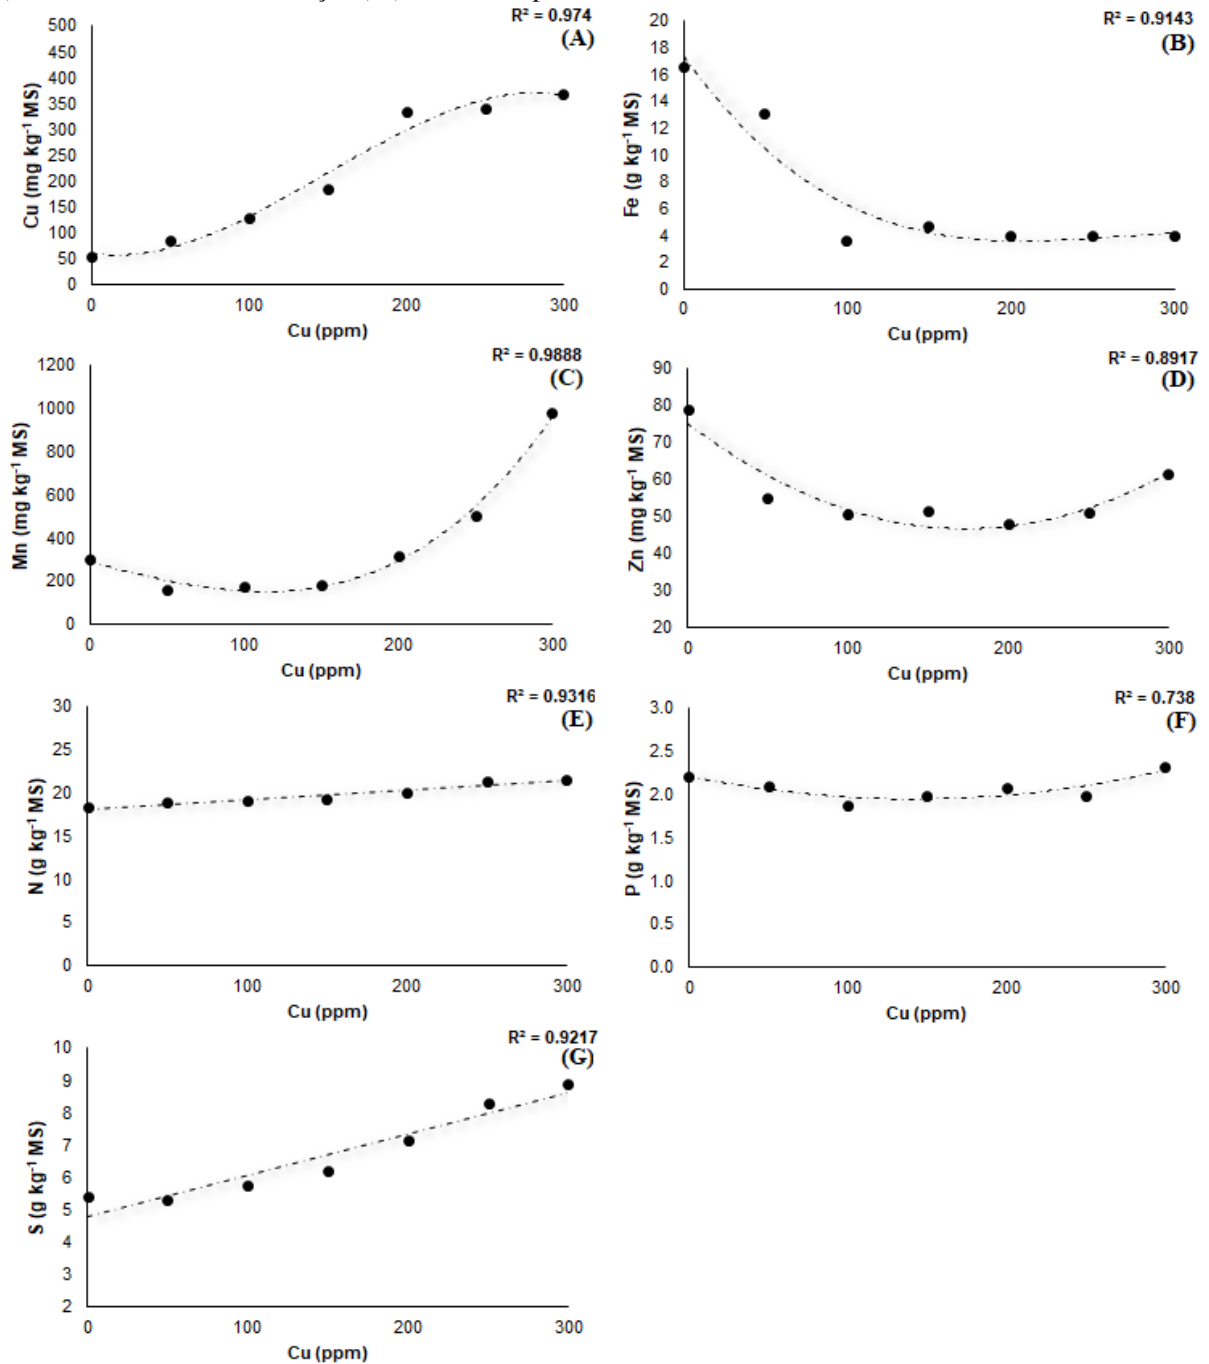 R² = 0.974
(A)
500
450
400
350
300
250
200
150
100
50
0
Cu (mg kg⁻¹ MS)
0 100 200 300
Cu (ppm)
R² = 0.9143
(B)
20
18
16
14
12
10
8
6
4
2
0
Fe (g kg⁻¹ MS)
0 100 200 300
Cu (ppm)
R² = 0.9888
(C)
1200
1000
800
600
400
200
0
Mn (mg kg⁻¹ MS)
0 100 200 300
Cu (ppm)
R² = 0.8917
(D)
90
80
70
60
50
40
30
20
Zn (mg kg⁻¹ MS)
0 100 200 300
Cu (ppm)
R² = 0.9316
(E)
30
25
20
15
10
5
0
N (g kg⁻¹ MS)
0 100 200 300
Cu (ppm)
R² = 0.738
(F)
3.0
2.5
2.0
1.5
1.0
0.5
0.0
P (g kg⁻¹ MS)
0 100 200 300
Cu (ppm)
R² = 0.9217
(G)
10
9
8
7
6
5
4
3
2
S (g kg⁻¹ MS)
0 100 200 300
Cu (ppm)